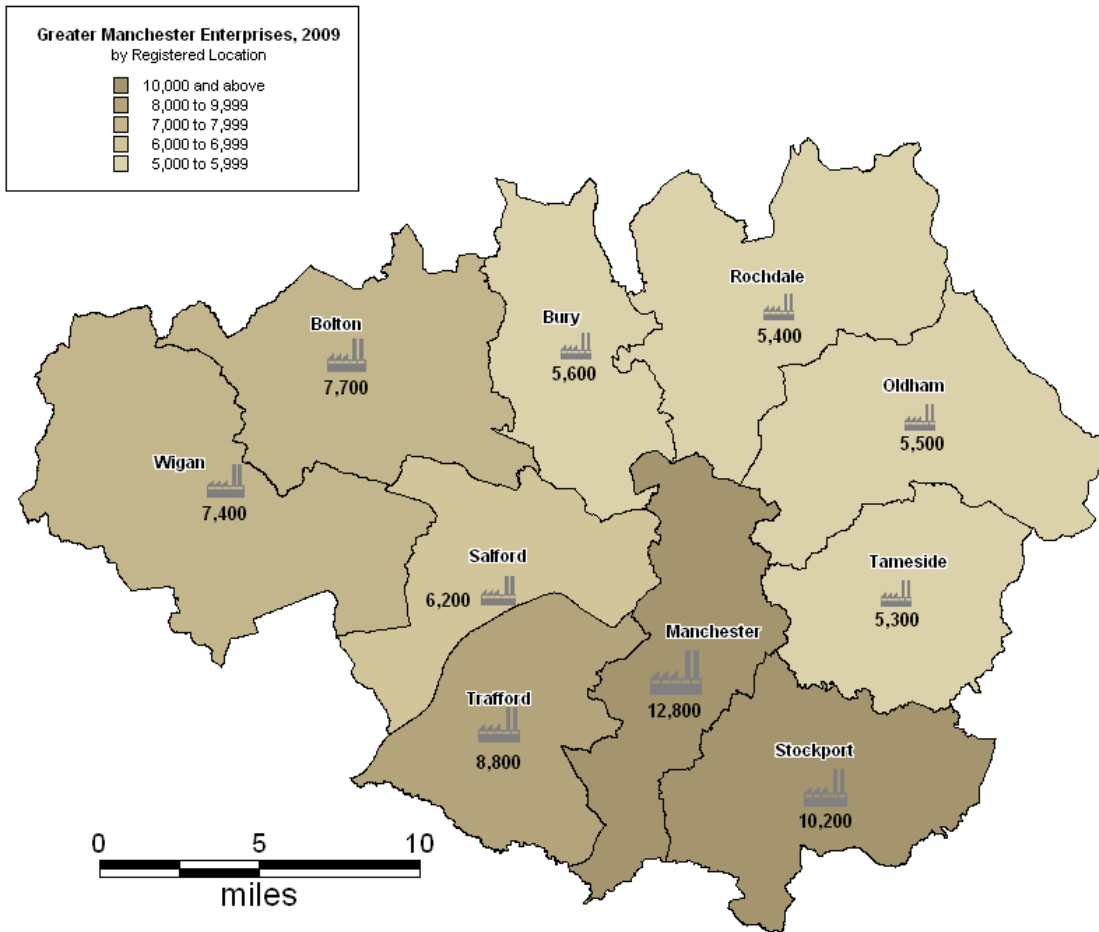 Greater Manchester Enterprises, 2009
by Registered Location
10,000 and above
8,000 to 9,999
7,000 to 7,999
6,000 to 6,999
5,000 to 5,999
Rochdale
5,400
Bury
5,600
Bolton
7,700
Oldham
5,500
Wigan
7,400
Salford
6,200
Tameside
5,300
Manchester
12,800
Trafford
8,800
Stockport
10,200
0 5 10
miles